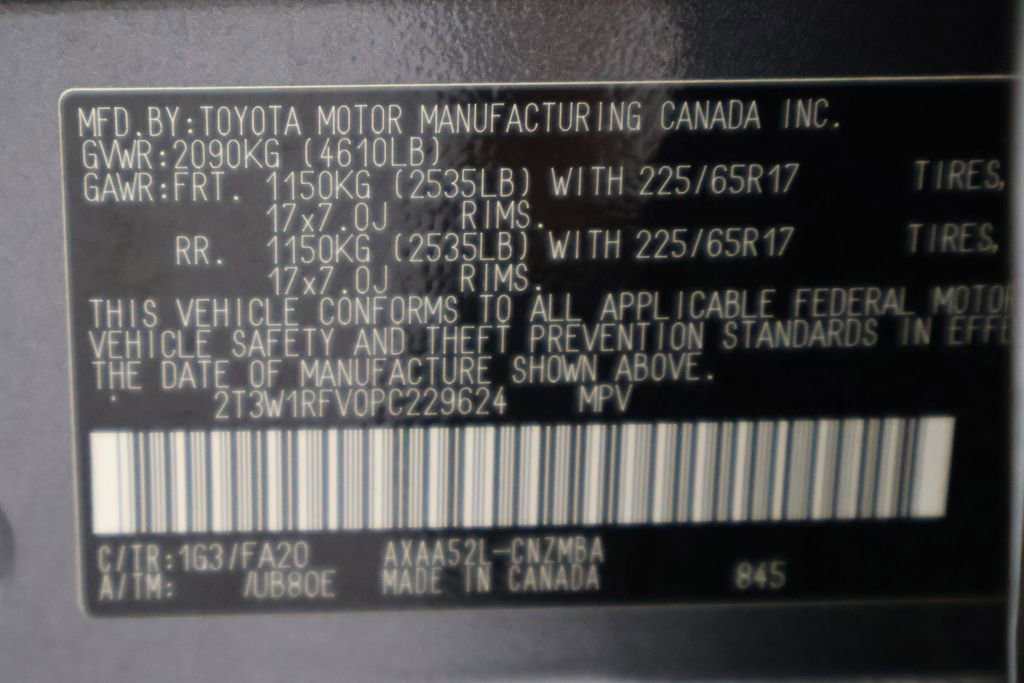 MFD.BY:TOYOTA MOTOR MANUFACTURING CANADA INC.
GVWR:2090KG (4610LB)
GAWR:FRT. 1150KG (2535LB) WITH 225/65R17 TIRES,
17x7.0J RIMS.
RR. 1150KG (2535LB) WITH 225/65R17 TIRES,
17x7.0J RIMS.
THIS VEHICLE CONFORMS TO ALL APPLICABLE FEDERAL MOTO
VEHICLE SAFETY AND THEFT PREVENTION STANDARDS IN EFFE
THE DATE OF MANUFACTURE SHOWN ABOVE.
2T3W1RFV0PC229624 MPV
C/TR:1G3/FA20 AXAA52L-CNZMBA
A/TM: /UB80E MADE IN CANADA 845